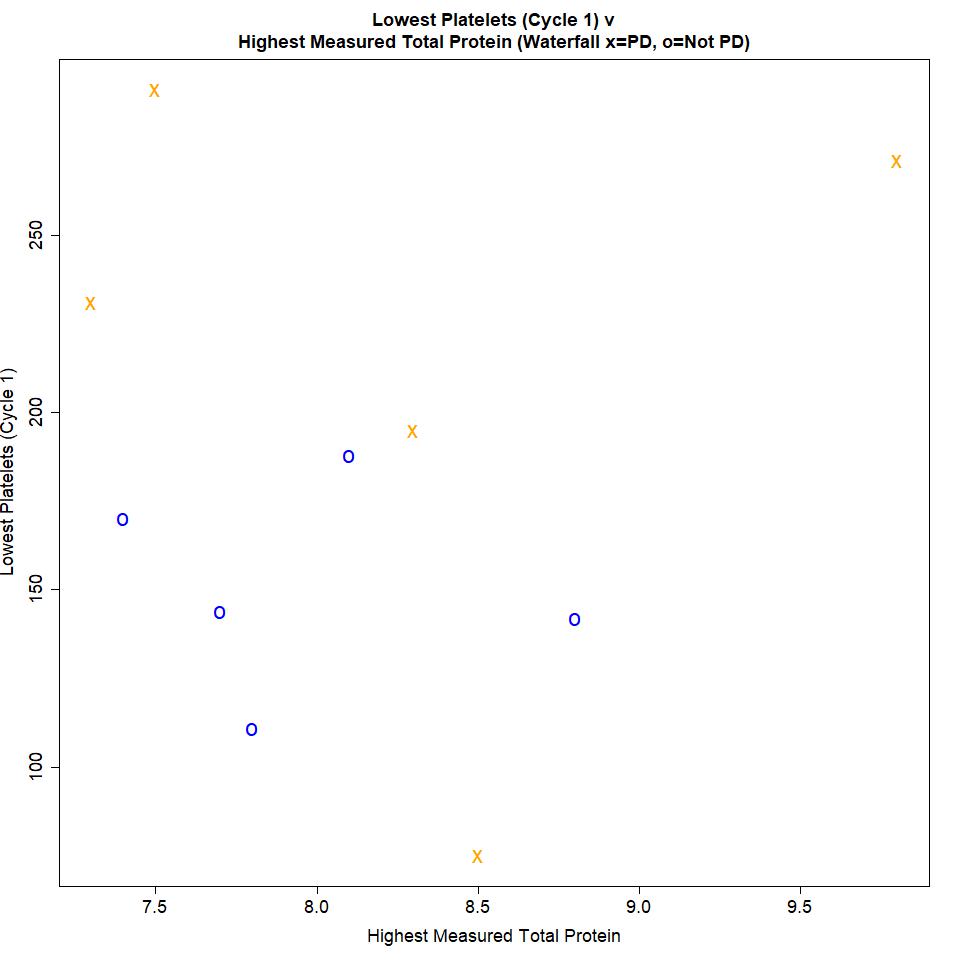 Lowest Platelets (Cycle 1) v
Highest Measured Total Protein (Waterfall x=PD, o=Not PD)
Lowest Platelets (Cycle 1)
250
200
150
100
X
X
X
X
O
O
O
O
O
X
7.5 8.0 8.5 9.0 9.5
Highest Measured Total Protein